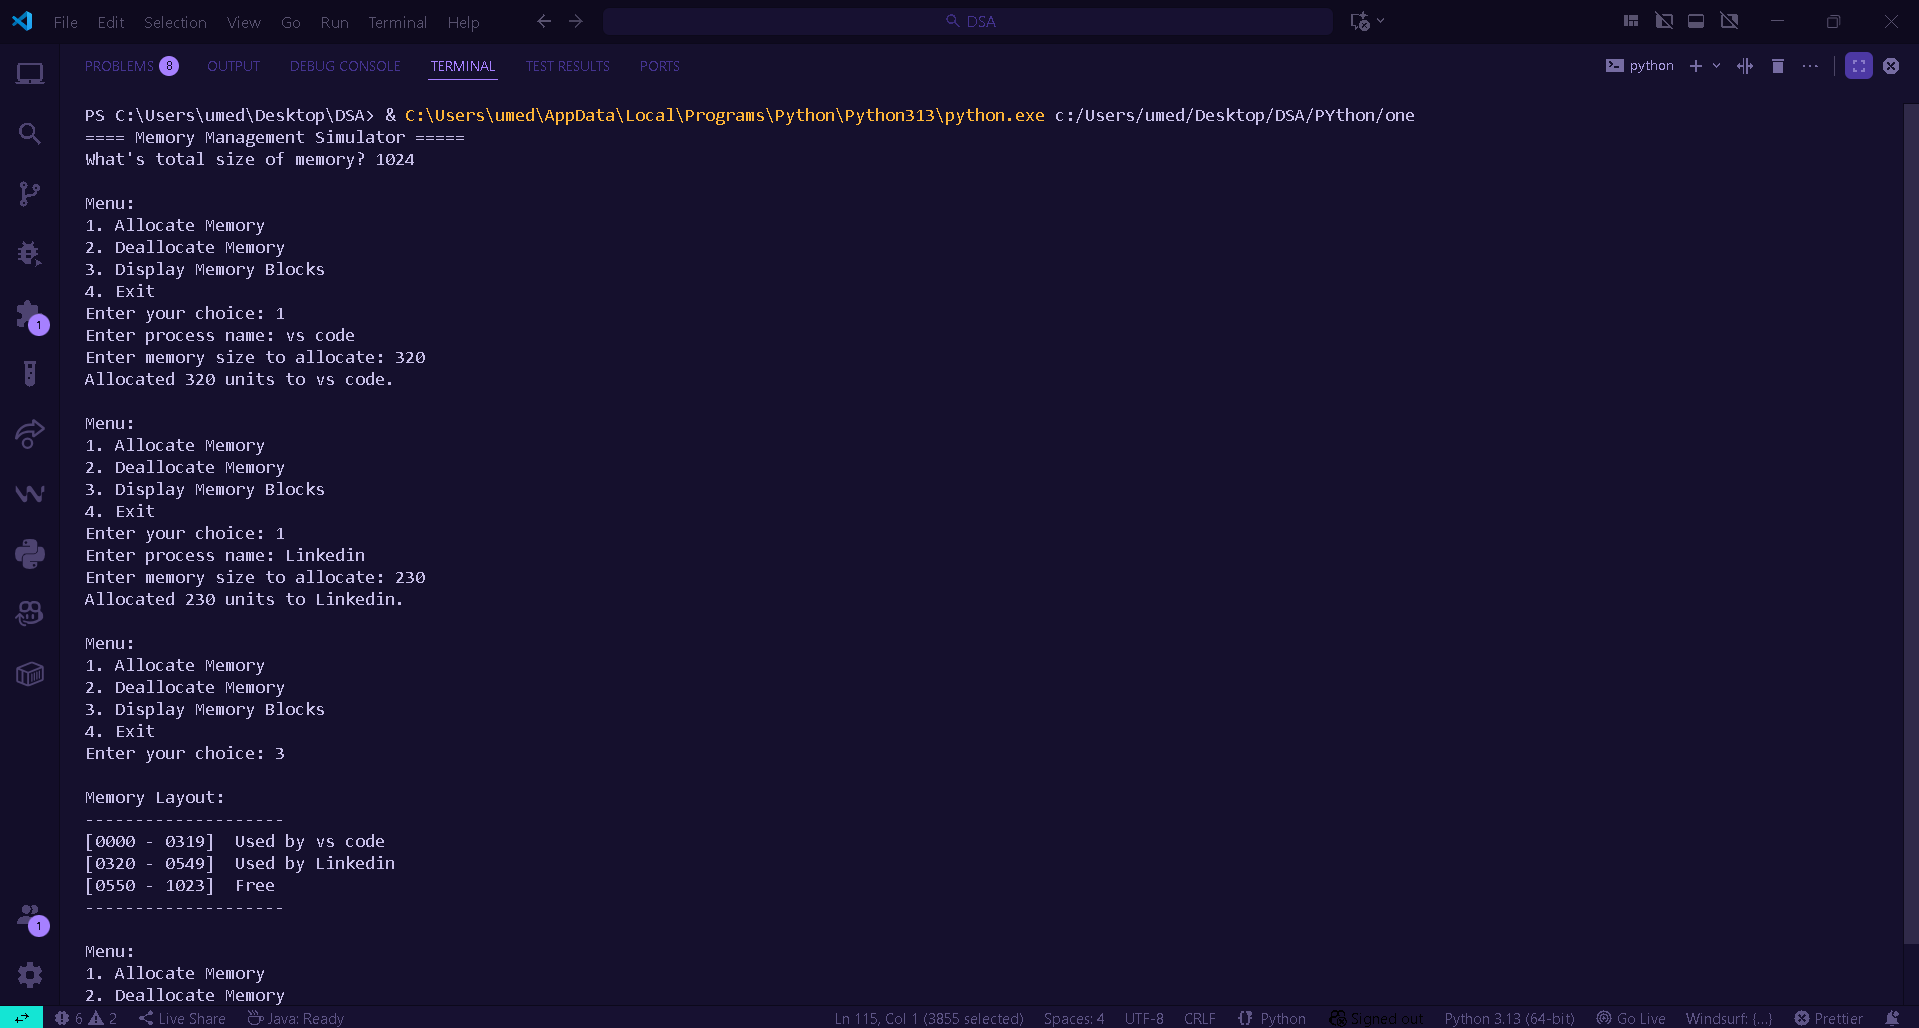 File Edit Selection View Go Run Terminal Help DSA
PROBLEMS 8 OUTPUT DEBUG CONSOLE TERMINAL TEST RESULTS PORTS python
PS C:\Users\umed\Desktop\DSA> & C:\Users\umed\AppData\Local\Programs\Python\Python313\python.exe c:/Users/umed/Desktop/DSA/PYthon/one
==== Memory Management Simulator =====
What's total size of memory? 1024
Menu:
1. Allocate Memory
2. Deallocate Memory
3. Display Memory Blocks
4. Exit
Enter your choice: 1
Enter process name: vs code
Enter memory size to allocate: 320
Allocated 320 units to vs code.
Menu:
1. Allocate Memory
2. Deallocate Memory
3. Display Memory Blocks
4. Exit
Enter your choice: 1
Enter process name: Linkedin
Enter memory size to allocate: 230
Allocated 230 units to Linkedin.
Menu:
1. Allocate Memory
2. Deallocate Memory
3. Display Memory Blocks
4. Exit
Enter your choice: 3
Memory Layout:
--------------------
[0000 - 0319]  Used by vs code
[0320 - 0549]  Used by Linkedin
[0550 - 1023]  Free
--------------------
Menu:
1. Allocate Memory
2. Deallocate Memory
1
1
6 2 Live Share Java: Ready Ln 115, Col 1 (3855 selected) Spaces: 4 UTF-8 CRLF Python Signed out Python 3.13 (64-bit) Go Live Windsurf: {...} Prettier